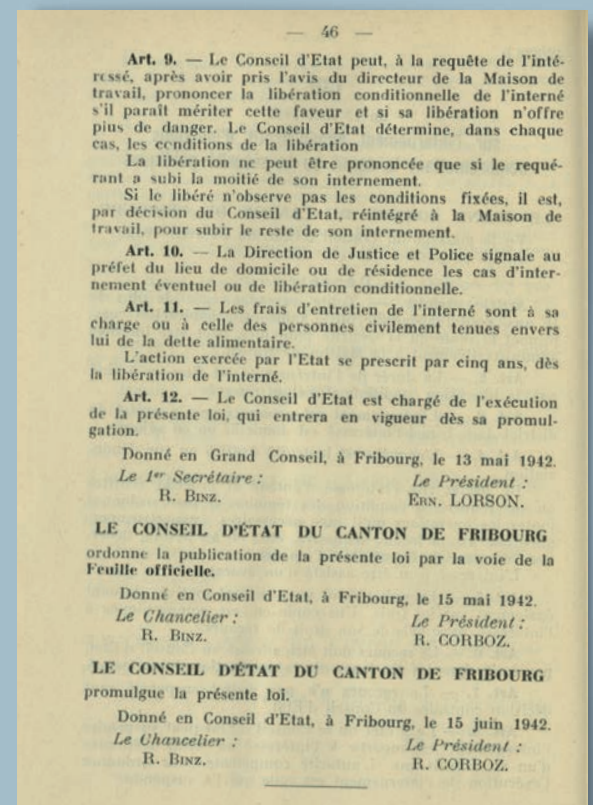 — 46 —
Art. 9. — Le Conseil d'Etat peut, à la requête de l'inté-
ressé, après avoir pris l'avis du directeur de la Maison de
travail, prononcer la libération conditionnelle de l'interné
s'il paraît mériter cette faveur et si sa libération n'offre
plus de danger. Le Conseil d'Etat détermine, dans chaque
cas, les conditions de la libération
La libération ne peut être prononcée que si le requé-
rant a subi la moitié de son internement.
Si le libéré n'observe pas les conditions fixées, il est,
par décision du Conseil d'Etat, réintégré à la Maison de
travail, pour subir le reste de son internement.
Art. 10. — La Direction de Justice et Police signale au
préfet du lieu de domicile ou de résidence les cas d'inter-
nement éventuel ou de libération conditionnelle.
Art. 11. — Les frais d'entretien de l'interné sont à sa
charge ou à celle des personnes civilement tenues envers
lui de la dette alimentaire.
L'action exercée par l'Etat se prescrit par cinq ans, dès
la libération de l'interné.
Art. 12. — Le Conseil d'Etat est chargé de l'exécution
de la présente loi, qui entrera en vigueur dès sa promul-
gation.
Donné en Grand Conseil, à Fribourg, le 13 mai 1942.
Le 1er Secrétaire : Le Président :
R. BINZ. ERN. LORSON.
LE CONSEIL D'ÉTAT DU CANTON DE FRIBOURG
ordonne la publication de la présente loi par la voie de la
Feuille officielle.
Donné en Conseil d'Etat, à Fribourg, le 15 mai 1942.
Le Chancelier : Le Président :
R. BINZ. R. CORBOZ.
LE CONSEIL D'ÉTAT DU CANTON DE FRIBOURG
promulgue la présente loi.
Donné en Conseil d'Etat, à Fribourg, le 15 juin 1942.
Le Chancelier : Le Président :
R. BINZ. R. CORBOZ.